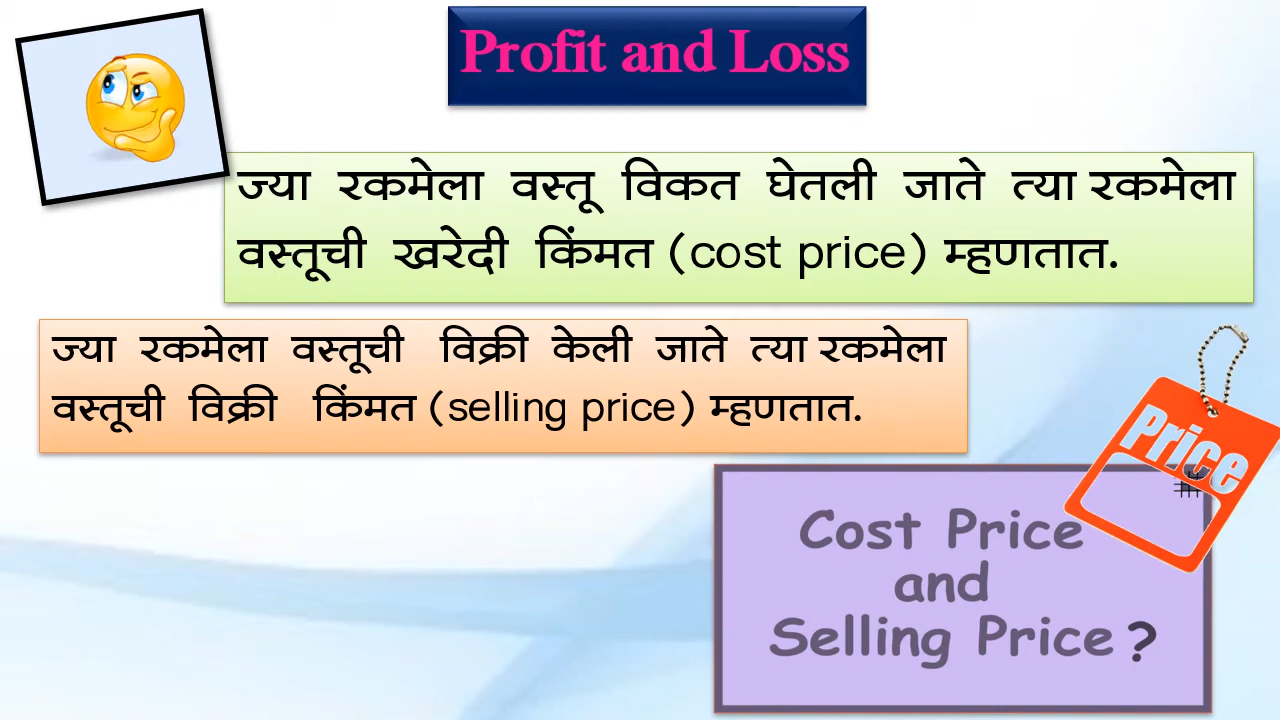 Profit and Loss
ज्या रकमेला वस्तू विकत घेतली जाते त्या रकमेला
वस्तूची खरेदी किंमत (cost price) म्हणतात.
ज्या रकमेला वस्तूची विक्री केली जाते त्या रकमेला
वस्तूची विक्री किंमत (selling price) म्हणतात.
Price
Cost Price
and
Selling Price ?